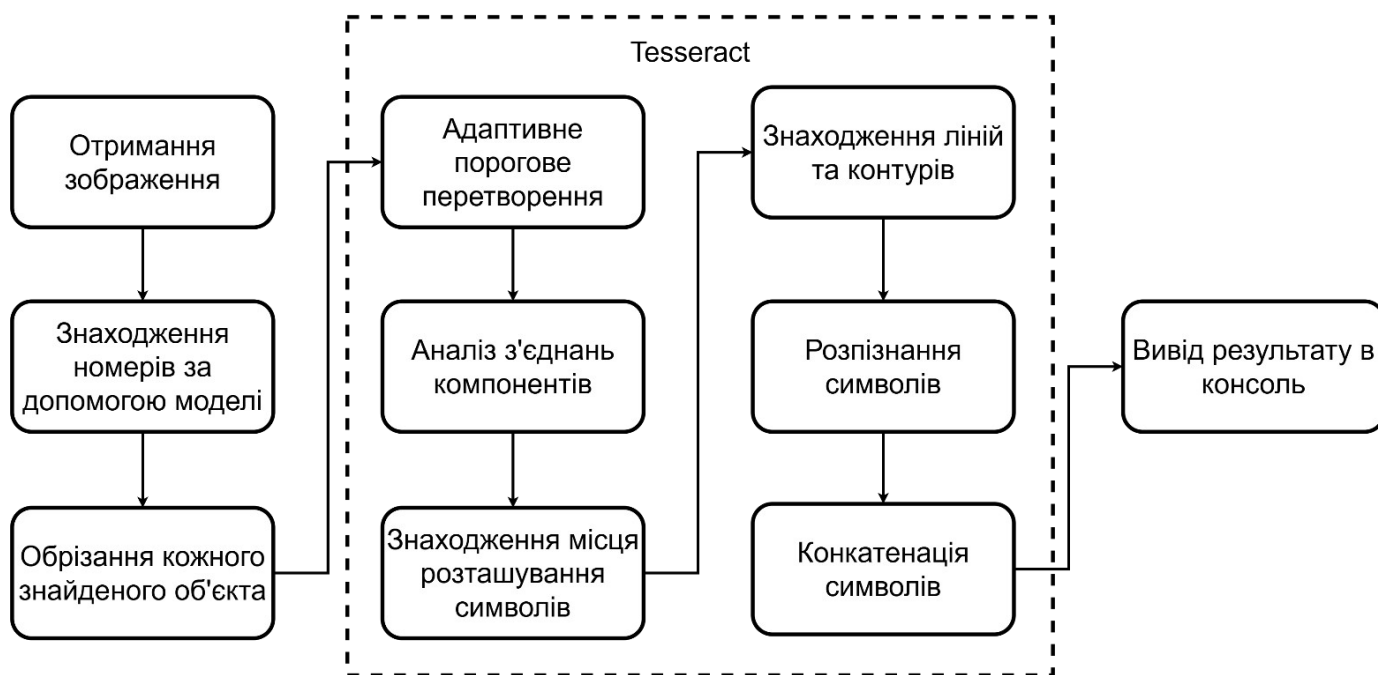 Tesseract
Отримання
зображення
Знаходження
номерів за
допомогою моделі
Обрізання кожного
знайденого об'єкта
Адаптивне
порогове
перетворення
Аналіз з'єднань
компонентів
Знаходження місця
розташування
символів
Знаходження ліній
та контурів
Розпізнання
символів
Конкатенація
символів
Вивід результату в
консоль